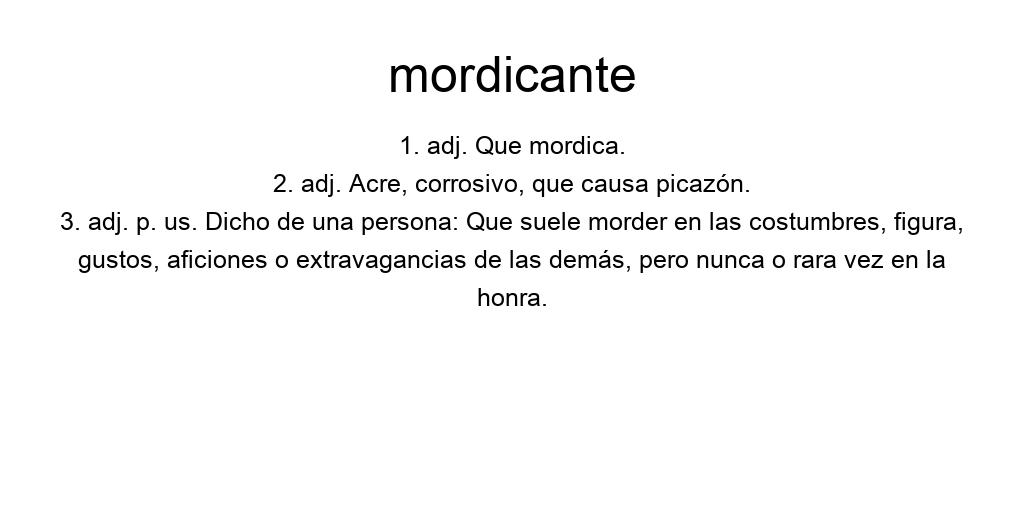 mordicante
1. adj. Que mordica.
2. adj. Acre, corrosivo, que causa picazón.
3. adj. p. us. Dicho de una persona: Que suele morder en las costumbres, figura,
gustos, aficiones o extravagancias de las demás, pero nunca o rara vez en la
honra.